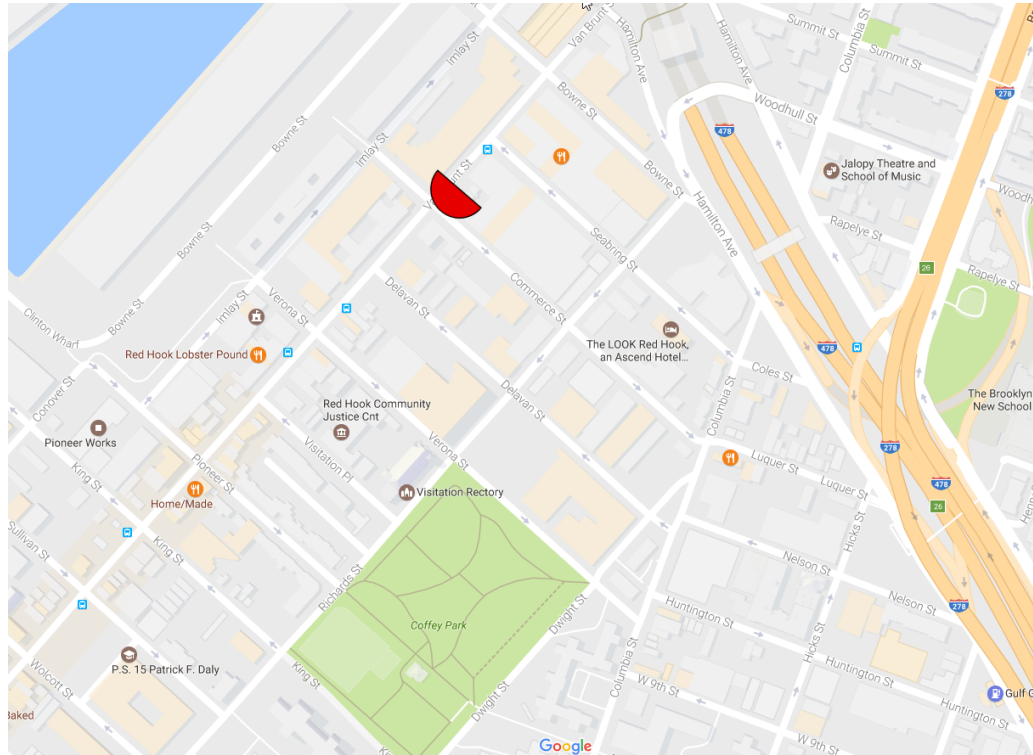 Imlay St
Van Brunt
Hamilton Ave
Hamilton Ave
Columbia St
Summit St
Summit St
278
Woodhull St
478
Bowne St
Bowne St
Imlay St
Jalopy Theatre and
School of Music
Bowne St
Hamilton Ave
Woodh
Bowne St
Seabring St
Rapelye St
26
Rapelye St
Commerce St
Delavan St
Bowne St
Imlay St
Verona St
Clinton Wharf
The LOOK Red Hook,
an Ascend Hotel...
478
Red Hook Lobster Pound
Coles St
Conover St
Delavan St
Columbia St
The Brooklyn
New School
Red Hook Community
Justice Cnt
Pioneer Works
Verona St
Visitation Pl
Luquer St
278
Pioneer St
King St
Luquer St
478
Visitation Rectory
Home/Made
26
Hicks St
Sullivan St
King St
Nelson St
Richards St
Nelson St
278
Dwight St
Huntington St
Coffey Park
Columbia St
Hicks St
P.S. 15 Patrick F. Daly
Wolcott St
King St
Huntington St
W 9th St
Dwight St
Gulf G
Huntington St
Baked
W 9th St
Google